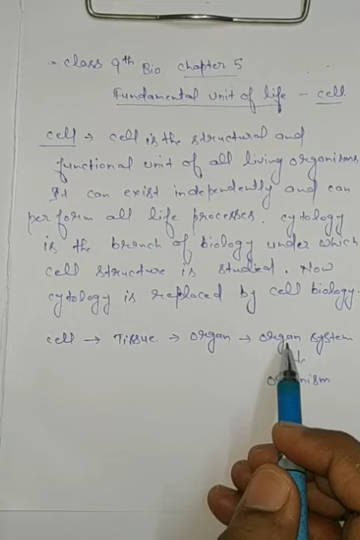 → class 9th Bio chapter 5
Fundamental unit of life - cell
cell → cell is the structural and
functional unit of all living organisms
It can exist independently and can
perform all life processes. cytology
is the branch of biology under which
cell structure is studied. Now
cytology is replaced by cell biology.
cell → Tissue → organ → organ system